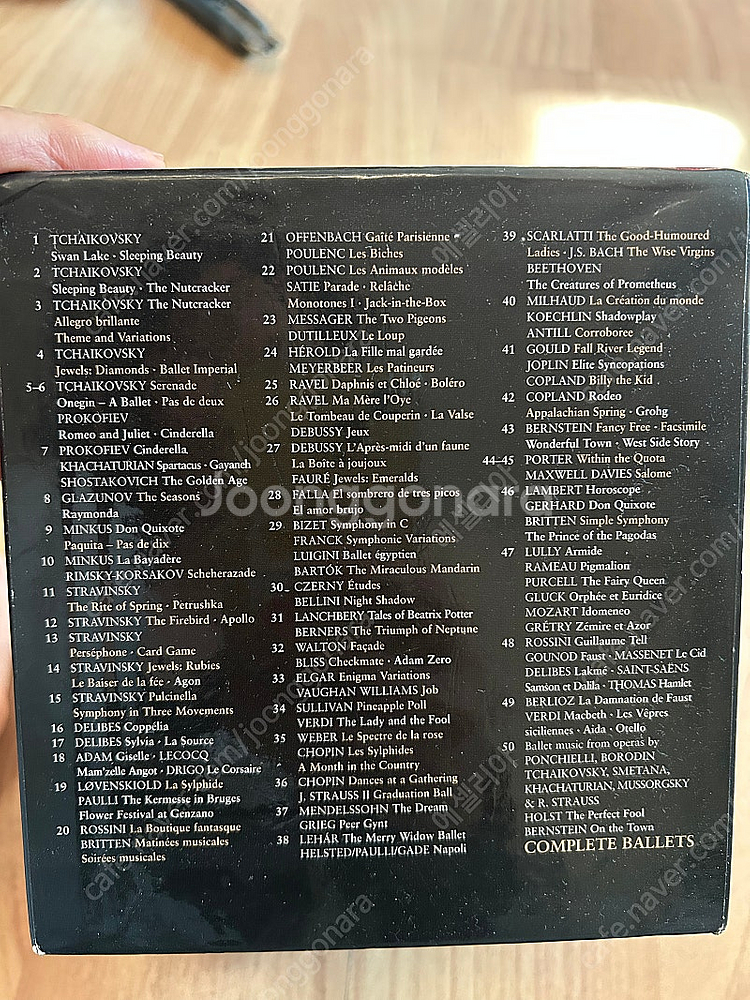 1 TCHAIKOVSKY
Swan Lake · Sleeping Beauty
2 TCHAIKOVSKY
Sleeping Beauty · The Nutcracker
3 TCHAIKOVSKY The Nutcracker
Allegro brillante
Theme and Variations
4 TCHAIKOVSKY
Jewels: Diamonds · Ballet Imperial
5-6 TCHAIKOVSKY Serenade
Onegin – A Ballet · Pas de deux
PROKOFIEV
Romeo and Juliet · Cinderella
7 PROKOFIEV Cinderella
KHACHATURIAN Spartacus · Gayaneh
SHOSTAKOVICH The Golden Age
8 GLAZUNOV The Seasons
Raymonda
9 MINKUS Don Quixote
Paquita – Pas de dix
10 MINKUS La Bayadère
RIMSKY-KORSAKOV Scheherazade
11 STRAVINSKY
The Rite of Spring · Petrushka
12 STRAVINSKY The Firebird · Apollo
13 STRAVINSKY
Perséphone · Card Game
14 STRAVINSKY Jewels: Rubies
Le Baiser de la fée · Agon
15 STRAVINSKY Pulcinella
Symphony in Three Movements
16 DELIBES Coppélia
17 DELIBES Sylvia · La Source
18 ADAM Giselle · LECOCQ
Mam'zelle Angot · DRIGO Le Corsaire
19 LØVENSKIOLD La Sylphide
PAULLI The Kermesse in Bruges
Flower Festival at Genzano
20 ROSSINI La Boutique fantasque
BRITTEN Matinées musicales
Soirées musicales
21 OFFENBACH Gaîté Parisienne
POULENC Les Biches
22 POULENC Les Animaux modèles
SATIE Parade · Relâche
Monotones I · Jack-in-the-Box
23 MESSAGER The Two Pigeons
DUTILLEUX Le Loup
24 HÉROLD La Fille mal gardée
MEYERBEER Les Patineurs
25 RAVEL Daphnis et Chloé · Boléro
26 RAVEL Ma Mère l'Oye
Le Tombeau de Couperin · La Valse
DEBUSSY Jeux
27 DEBUSSY L'Après-midi d'un faune
La Boîte à joujoux
FAURÉ Jewels: Emeralds
28 FALLA El sombrero de tres picos
El amor brujo
29 BIZET Symphony in C
FRANCK Symphonic Variations
LUIGINI Ballet égyptien
BARTÓK The Miraculous Mandarin
30 CZERNY Études
BELLINI Night Shadow
31 LANCHBERY Tales of Beatrix Potter
BERNERS The Triumph of Neptune
32 WALTON Façade
BLISS Checkmate · Adam Zero
33 ELGAR Enigma Variations
VAUGHAN WILLIAMS Job
34 SULLIVAN Pineapple Poll
VERDI The Lady and the Fool
35 WEBER Le Spectre de la rose
CHOPIN Les Sylphides
A Month in the Country
36 CHOPIN Dances at a Gathering
J. STRAUSS II Graduation Ball
37 MENDELSSOHN The Dream
GRIEG Peer Gynt
38 LEHÁR The Merry Widow Ballet
HELSTED/PAULLI/GADE Napoli
39 SCARLATTI The Good-Humoured
Ladies · J.S. BACH The Wise Virgins
BEETHOVEN
The Creatures of Prometheus
40 MILHAUD La Création du monde
KOECHLIN Shadowplay
ANTILL Corroboree
41 GOULD Fall River Legend
JOPLIN Elite Syncopations
COPLAND Billy the Kid
42 COPLAND Rodeo
Appalachian Spring · Grohg
43 BERNSTEIN Fancy Free · Facsimile
Wonderful Town · West Side Story
44-45 PORTER Within the Quota
MAXWELL DAVIES Salome
46 LAMBERT Horoscope
GERHARD Don Quixote
BRITTEN Simple Symphony
The Prince of the Pagodas
47 LULLY Armide
RAMEAU Pigmalion
PURCELL The Fairy Queen
GLUCK Orphée et Euridice
MOZART Idomeneo
GRÉTRY Zémire et Azor
48 ROSSINI Guillaume Tell
GOUNOD Faust · MASSENET Le Cid
DELIBES Lakmé · SAINT-SAËNS
Samson et Dalila · THOMAS Hamlet
49 BERLIOZ La Damnation de Faust
VERDI Macbeth · Les Vêpres
siciliennes · Aida · Otello
50 Ballet music from operas by
PONCHIELLI, BORODIN
TCHAIKOVSKY, SMETANA,
KHACHATURIAN, MUSSORGSKY
& R. STRAUSS
HOLST The Perfect Fool
BERNSTEIN On the Town
COMPLETE BALLETS
Joonggonara